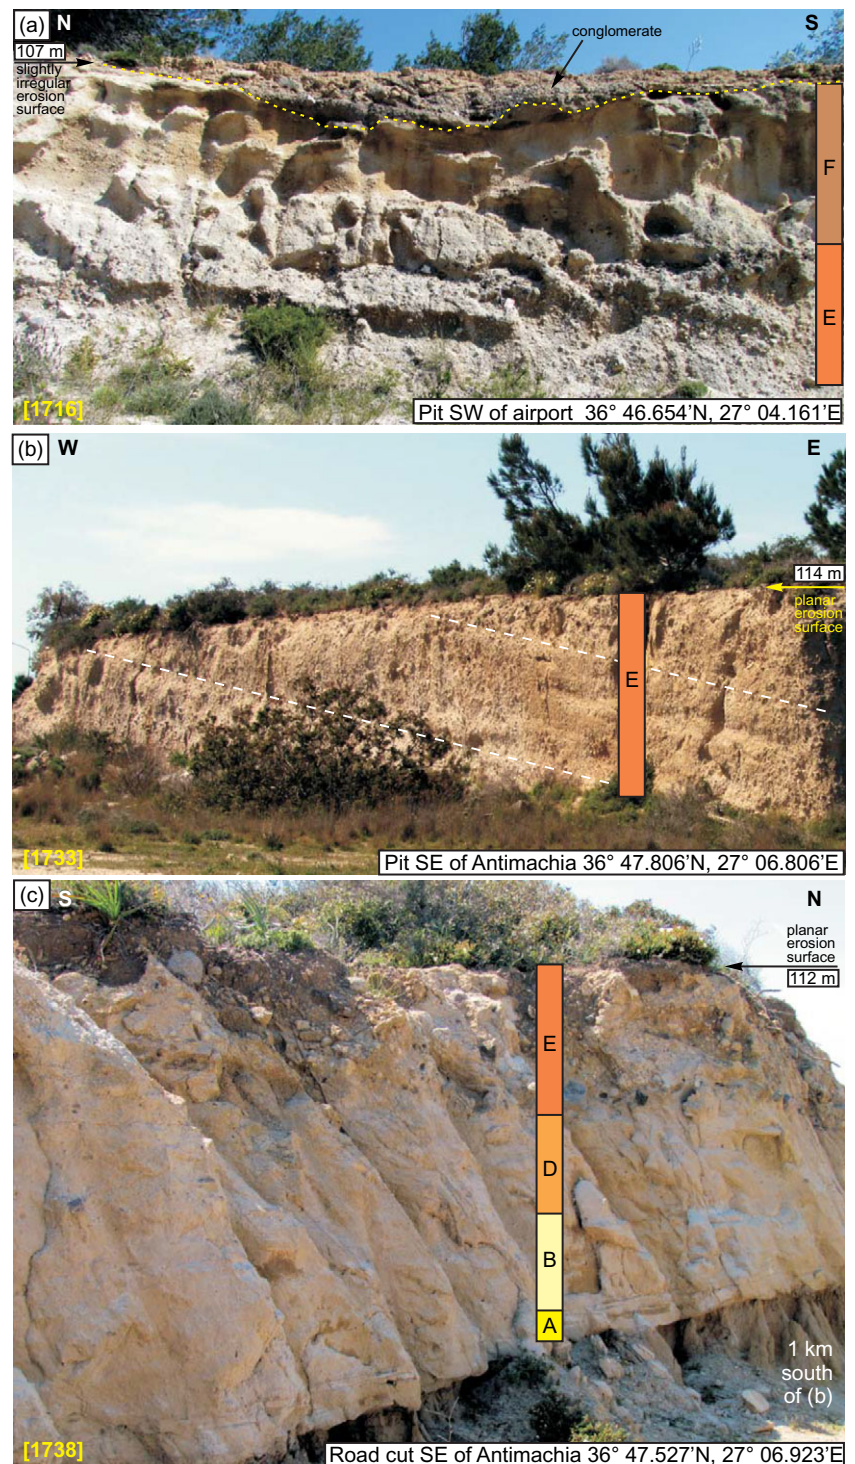 (a) N
S
conglomerate
107 m
slightly
irregular
erosion
surface
F
E
[1716]
Pit SW of airport 36° 46.654’N, 27° 04.161’E
(b) W
E
114 m
planar
erosion
surface
E
[1733]
Pit SE of Antimachia 36° 47.806’N, 27° 06.806’E
(c) S
N
planar
erosion
surface
112 m
E
D
B
A
1 km
south
of (b)
[1738]
Road cut SE of Antimachia 36° 47.527’N, 27° 06.923’E